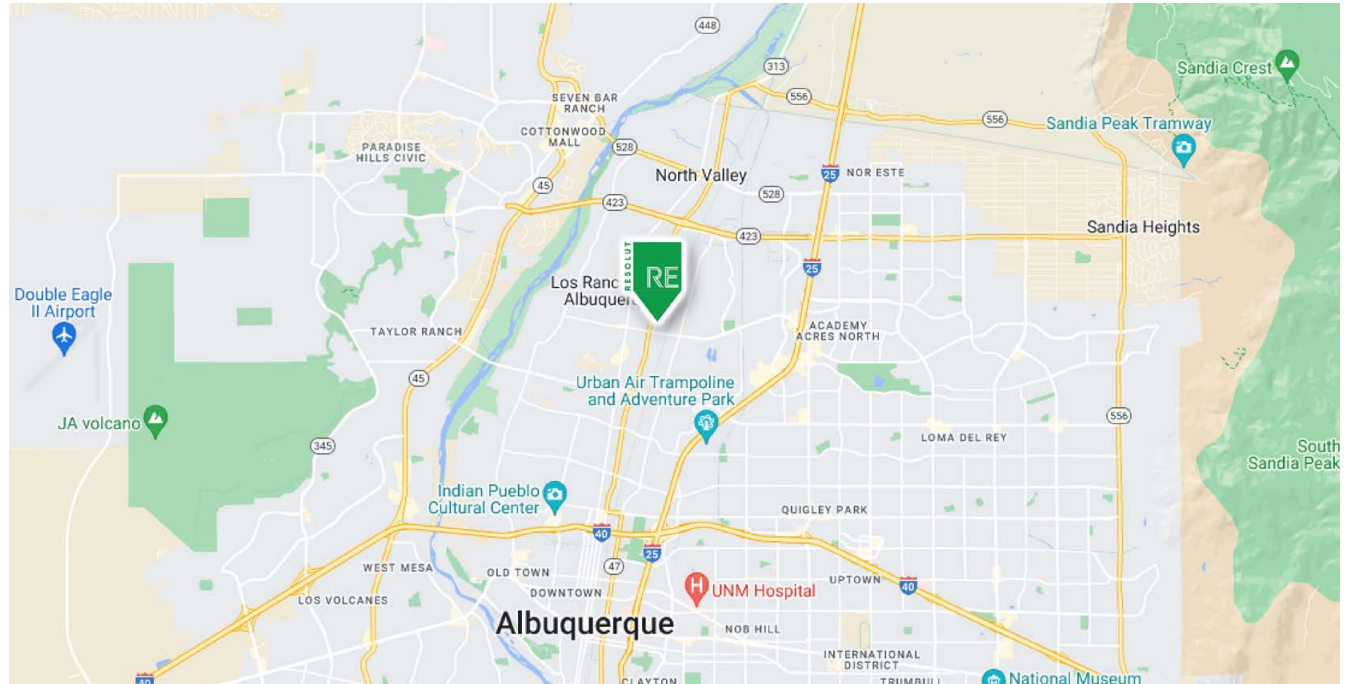 448
313
Sandia Crest
556
SEVEN BAR
RANCH
556
Sandia Peak
Tramway
COTTONWOOD
MALL
PARADISE
HILLS CIVIC
528
North Valley
25
NOR ESTE
45
528
423
423
Sandia Heights
RESOLUT
RE
25
Los Ranc
Albuquer
Double Eagle
II Airport
TAYLOR RANCH
ACADEMY
ACRES NORTH
45
Urban Air Trampoline
and Adventure Park
JA volcano
556
345
LOMA DEL REY
South
Sandia Peak
Indian Pueblo
Cultural Center
QUIGLEY PARK
40
25
WEST MESA
OLD TOWN
47
UPTOWN
40
LOS VOLCANES
DOWNTOWN
UNM Hospital
Albuquerque
NOB HILL
INTERNATIONAL
DISTRICT
40
CLAYTON
TRUMBULL
National Museum